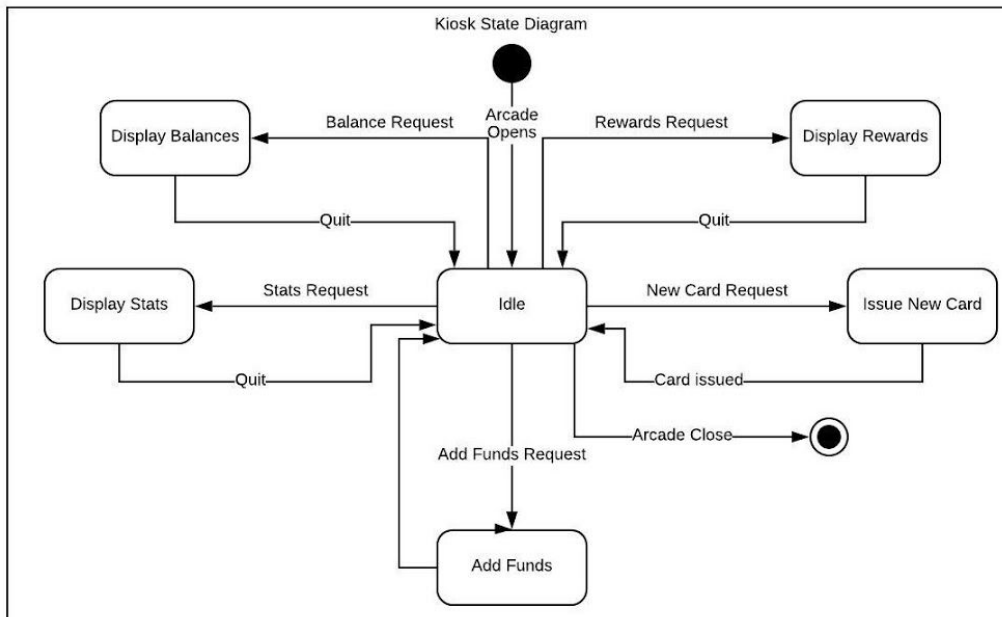 Kiosk State Diagram
Arcade
Opens
Balance Request
Rewards Request
Display Balances
Display Rewards
Quit
Quit
Stats Request
New Card Request
Display Stats
Idle
Issue New Card
Quit
Card issued
Arcade Close
Add Funds Request
Add Funds